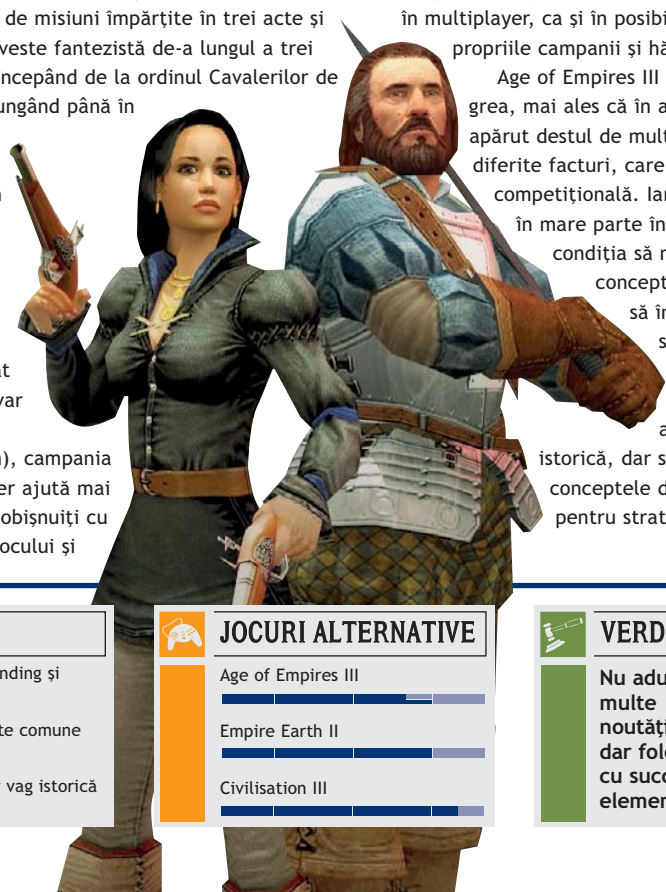 de misiuni împărțite în trei acte și
veste fantezistă de-a lungul a trei
ncepând de la ordinul Cavalerilor de
ungând până în
at
var
), campania
er ajută mai
obișnuiți cu
ocului și
în multiplayer, ca și în posibi
propriile campanii și hă
Age of Empires III
grea, mai ales că în a
apărut destul de mult
diferite facturi, care
competițională. Iar
în mare parte în
condiția să n
concept
să în
s
a
istorică, dar s
conceptele d
pentru strat
nding și
te comune
vag istorică
JOCURI ALTERNATIVE
Age of Empires III
Empire Earth II
Civilisation III
VERD
Nu adu
multe
noutăți
dar folo
cu succ
elemen